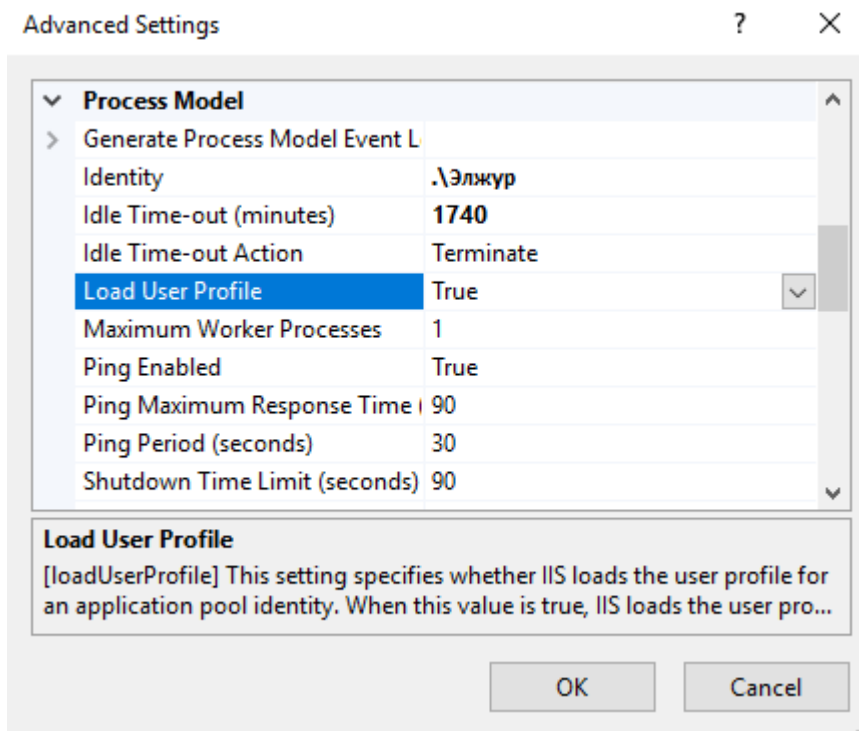 Advanced Settings ?
Process Model
Generate Process Model Event L
Identity .\Элжур
Idle Time-out (minutes) 1740
Idle Time-out Action Terminate
Load User Profile True
Maximum Worker Processes 1
Ping Enabled True
Ping Maximum Response Time ( 90
Ping Period (seconds) 30
Shutdown Time Limit (seconds) 90
Load User Profile
[loadUserProfile] This setting specifies whether IIS loads the user profile for
an application pool identity. When this value is true, IIS loads the user pro...
OK Cancel